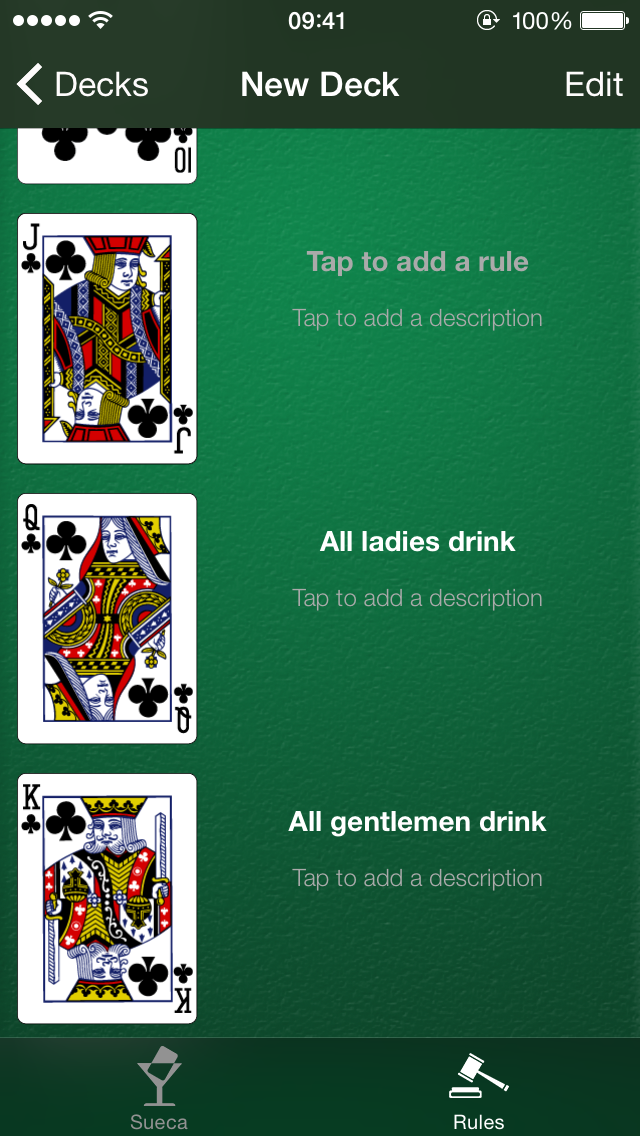 09:41
100%
Decks
New Deck
Edit
10
J
Tap to add a rule
Tap to add a description
J
Q
All ladies drink
Tap to add a description
Q
K
All gentlemen drink
Tap to add a description
K
Sueca
Rules